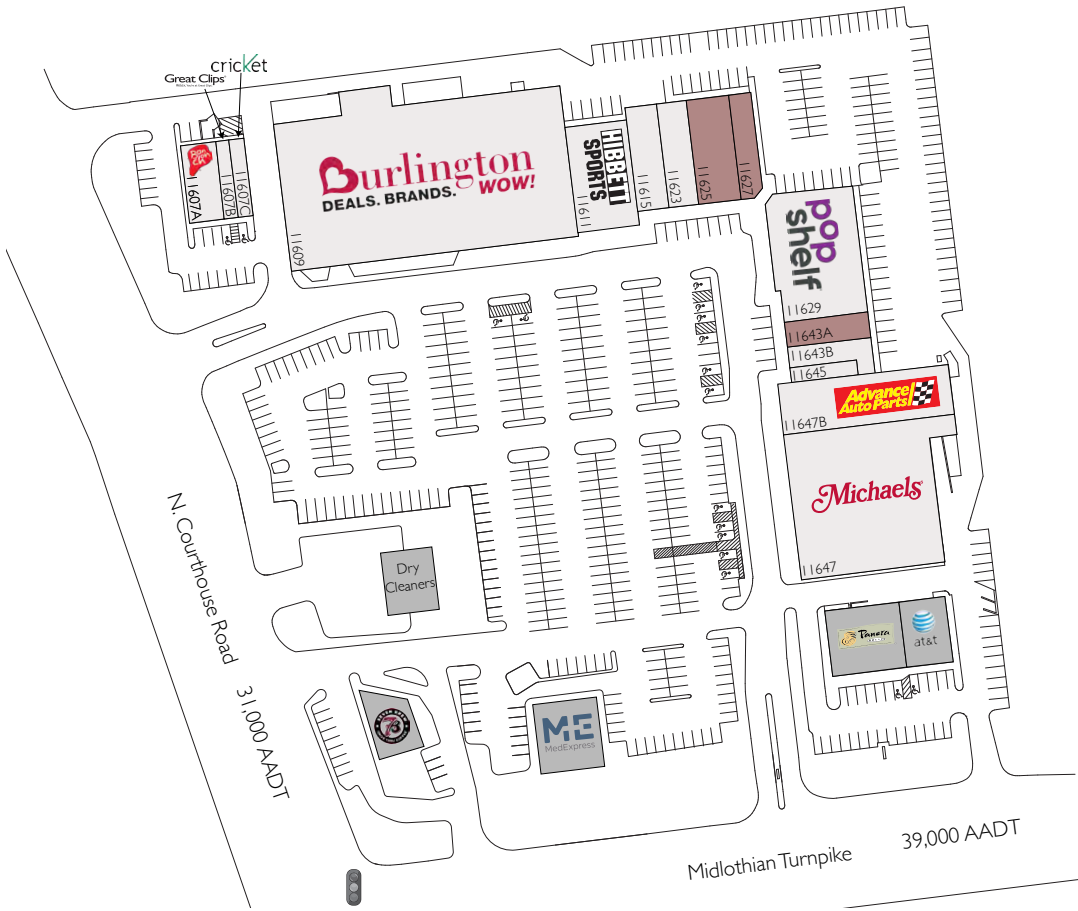 cricket
Great Clips
Bon
Chon
11607A
11607B
11607C
Burlington
DEALS. BRANDS. WOW!
11609
HIBBETT
SPORTS
11611
11615
11623
11625
11627
pop
shelf
11629
11643A
11643B
11645
Advance
Auto Parts
11647B
Michaels
11647
Dry
Cleaners
Panera
at&t
ME
MedExpress
N. Courthouse Road 31,000 AADT
Midlothian Turnpike 39,000 AADT